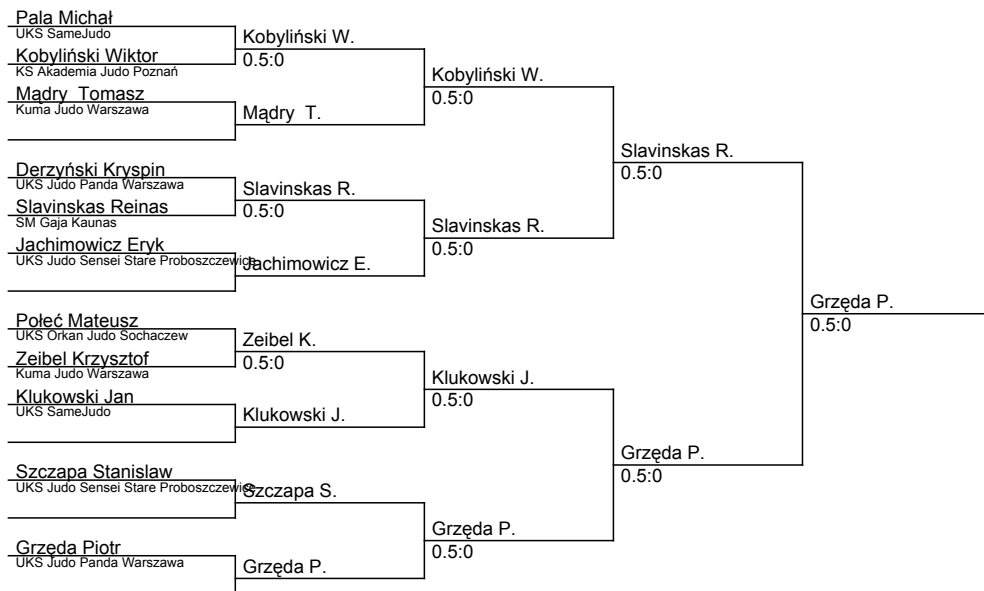 Pala Michał
UKS SameJudo
Kobyliński Wiktor
KS Akademia Judo Poznań
Mądry  Tomasz
Kuma Judo Warszawa
Derzyński Kryspin
UKS Judo Panda Warszawa
Slavinskas Reinas
SM Gaja Kaunas
Jachimowicz Eryk
UKS Judo Sensei Stare Proboszczewice
Połeć Mateusz
UKS Orkan Judo Sochaczew
Zeibel Krzysztof
Kuma Judo Warszawa
Klukowski Jan
UKS SameJudo
Szczapa Stanislaw
UKS Judo Sensei Stare Proboszczewice
Grzęda Piotr
UKS Judo Panda Warszawa
Kobyliński W.
0.5:0
Mądry  T.
Slavinskas R.
0.5:0
Jachimowicz E.
Zeibel K.
0.5:0
Klukowski J.
Szczapa S.
Grzęda P.
Kobyliński W.
0.5:0
Slavinskas R.
0.5:0
Klukowski J.
0.5:0
Grzęda P.
0.5:0
Slavinskas R.
0.5:0
Grzęda P.
0.5:0
Grzęda P.
0.5:0